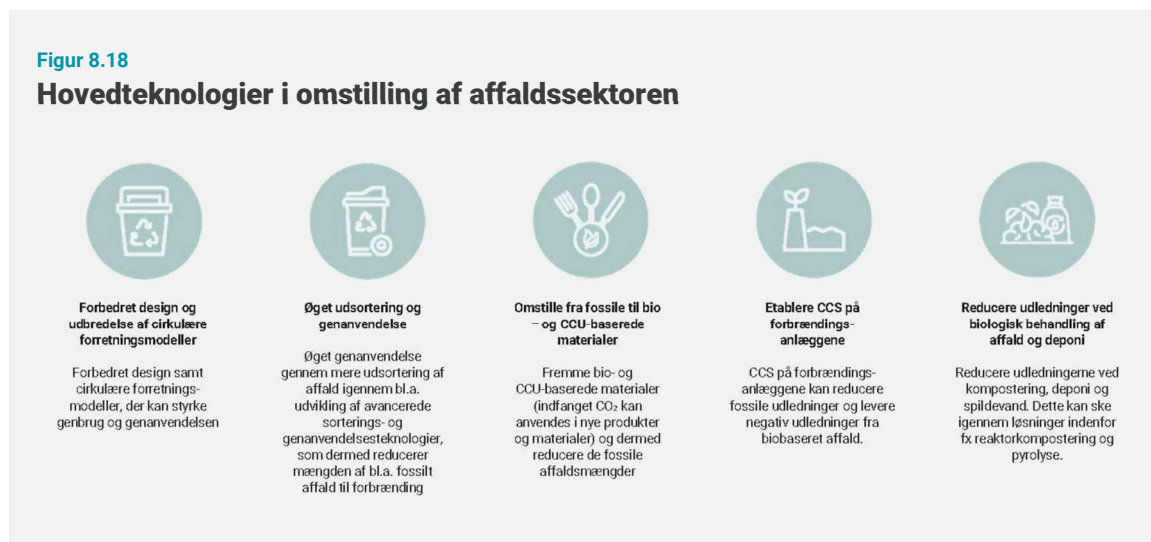 Figur 8.18
Hovedteknologier i omstilling af affaldssektoren
Forbedret design og
udbredelse af cirkulære
forretningsmodeller
Forbedret design samt
cirkulære forretnings-
modeller, der kan styrke
genbrug og genanvendelsen
Øget udsortering og
genanvendelse
Øget genanvendelse
gennem mere udsortering af
affald igennem bl.a.
udvikling af avancerede
sorterings- og
genanvendelsesteknologier,
som dermed reducerer
mængden af bl.a. fossilt
affald til forbrænding
Omstille fra fossile til bio
– og CCU-baserede
materialer
Fremme bio- og
CCU-baserede materialer
(indfanget CO₂ kan
anvendes i nye produkter
og materialer) og dermed
reducere de fossile
affaldsmængder
Etablere CCS på
forbrændings-
anlæggene
CCS på forbrændings-
anlæggene kan reducere
fossile udledninger og levere
negativ udledninger fra
biobaseret affald.
Reducere udledninger ved
biologisk behandling af
affald og deponi
Reducere udledningerne ved
kompostering, deponi og
spildevand. Dette kan ske
igennem løsninger indenfor
fx reaktorkompostering og
pyrolyse.